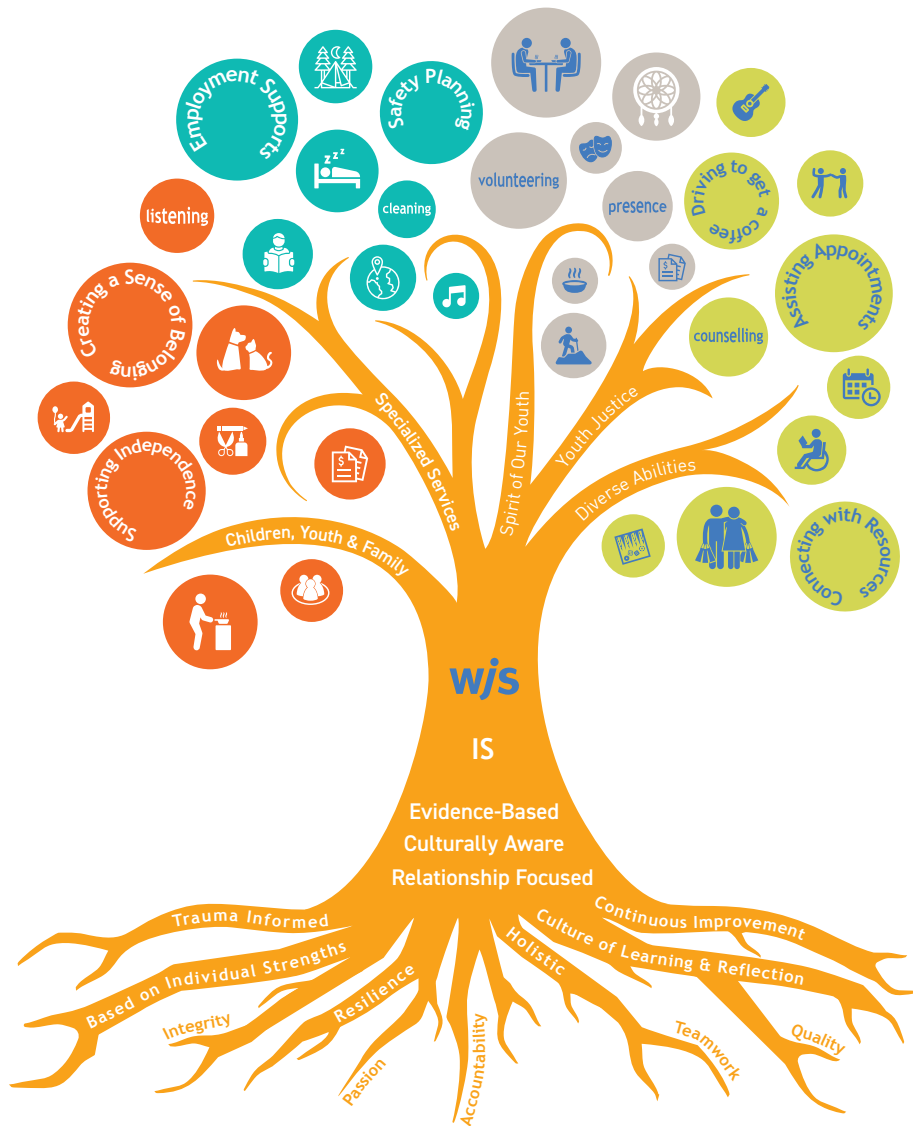 Employment Supports
Safety Planning
volunteering
Driving to get a coffee
listening
cleaning
presence
zzz
Creating a Sense of Belonging
Assisting Appointments
counselling
Supporting Independence
Specialized Services
Spirit of Our Youth
Youth Justice
Diverse Abilities
Children, Youth & Family
Connecting with Resources
$
$
wjs
IS
Evidence-Based
Culturally Aware
Relationship Focused
Trauma Informed
Continuous Improvement
Based on Individual Strengths
Culture of Learning & Reflection
Resilience
Holistic
Integrity
Passion
Accountability
Teamwork
Quality